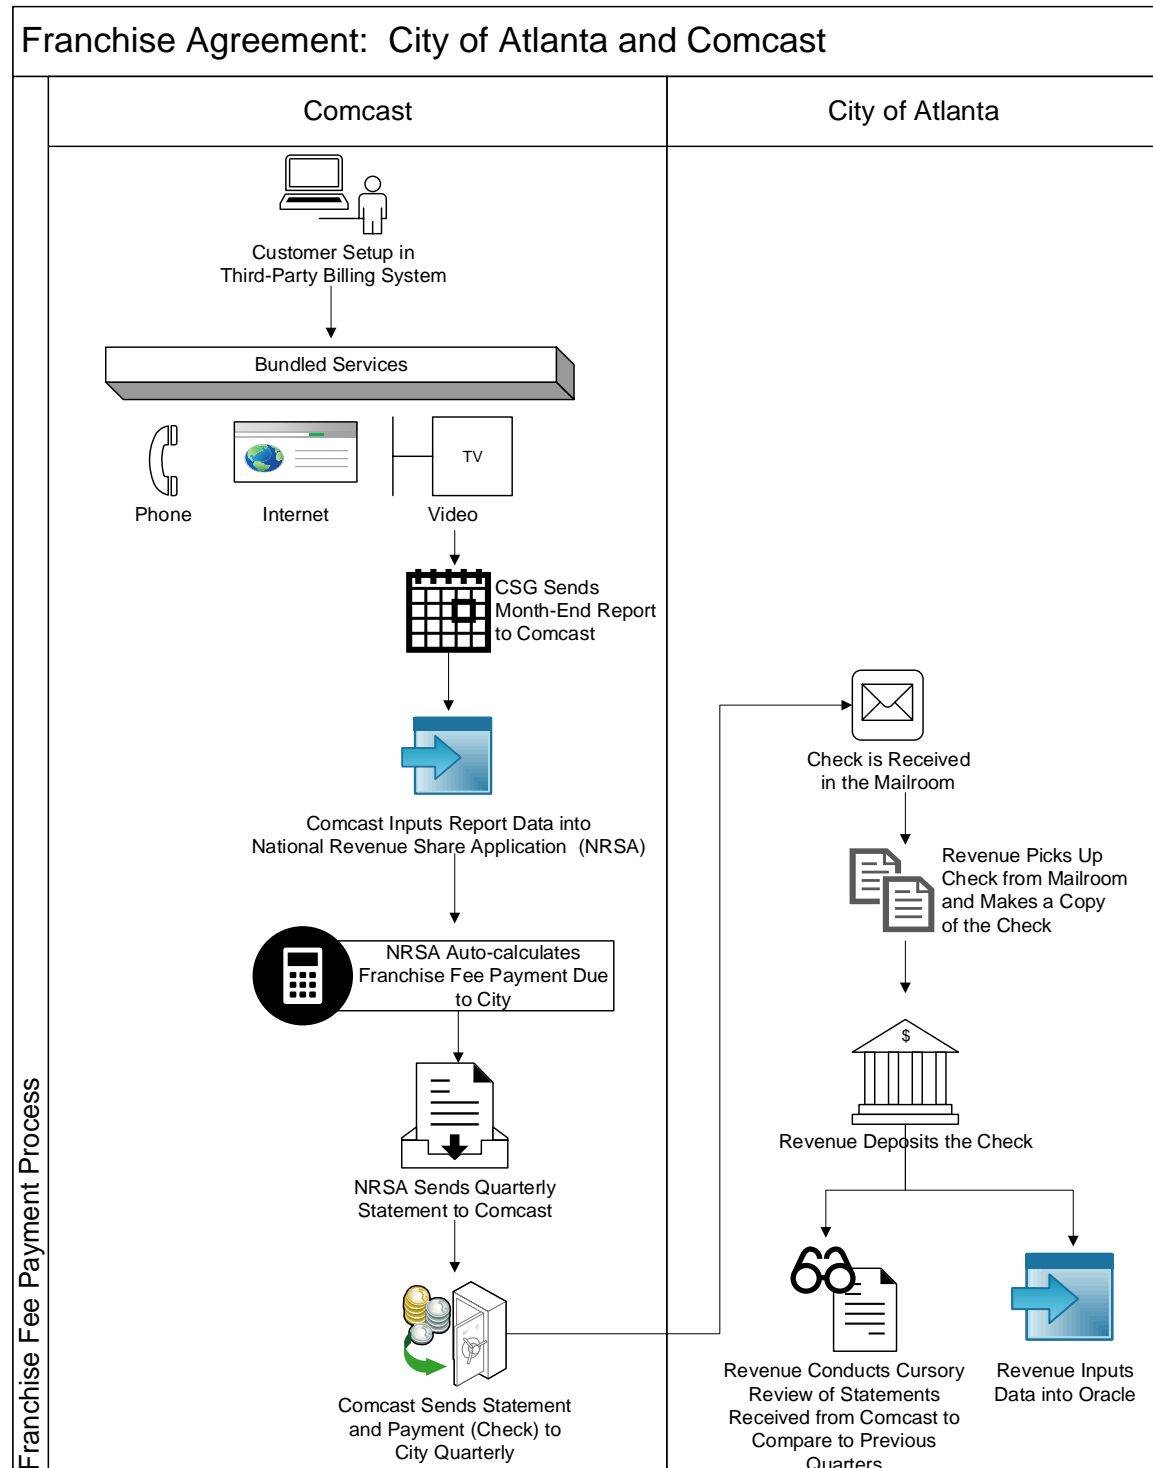 Franchise Agreement:  City of Atlanta and Comcast
Comcast
City of Atlanta
Franchise Fee Payment Process
Customer Setup in
Third-Party Billing System
Bundled Services
TV
Phone
Internet
Video
CSG Sends
Month-End Report
to Comcast
Comcast Inputs Report Data into
National Revenue Share Application  (NRSA)
NRSA Auto-calculates
Franchise Fee Payment Due
to City
NRSA Sends Quarterly
Statement to Comcast
Comcast Sends Statement
and Payment (Check) to
City Quarterly
Check is Received
in the Mailroom
Revenue Picks Up
Check from Mailroom
and Makes a Copy
of the Check
$
Revenue Deposits the Check
Revenue Conducts Cursory
Review of Statements
Received from Comcast to
Compare to Previous
Quarters
Revenue Inputs
Data into Oracle